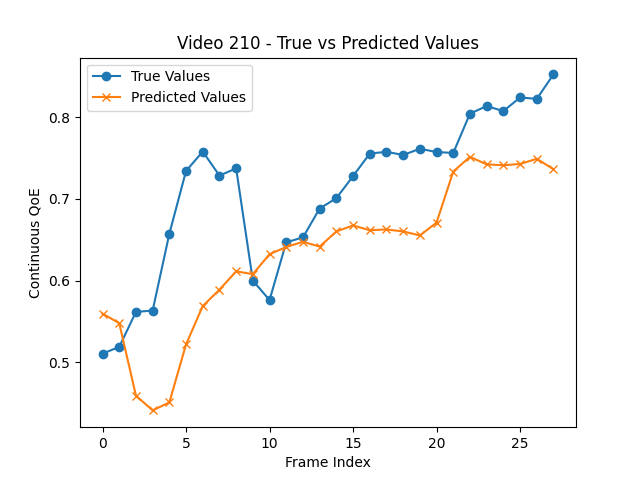 Video 210 - True vs Predicted Values
True Values
Predicted Values
Continuous QoE
0.8
0.7
0.6
0.5
0
5
10
15
20
25
Frame Index